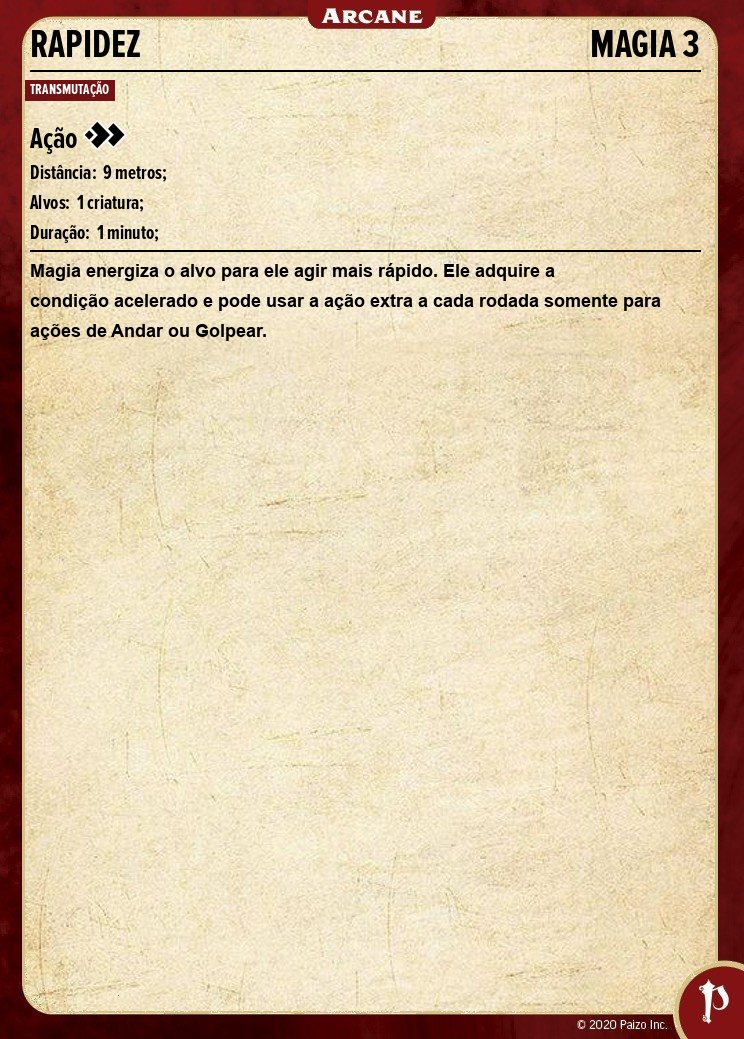 ARCANE
RAPIDEZ MAGIA 3
TRANSMUTAÇÃO
Ação
Distância: 9 metros;
Alvos: 1 criatura;
Duração: 1 minuto;
Magia energiza o alvo para ele agir mais rápido. Ele adquire a
condição acelerado e pode usar a ação extra a cada rodada somente para
ações de Andar ou Golpear.
© 2020 Paizo Inc.
P